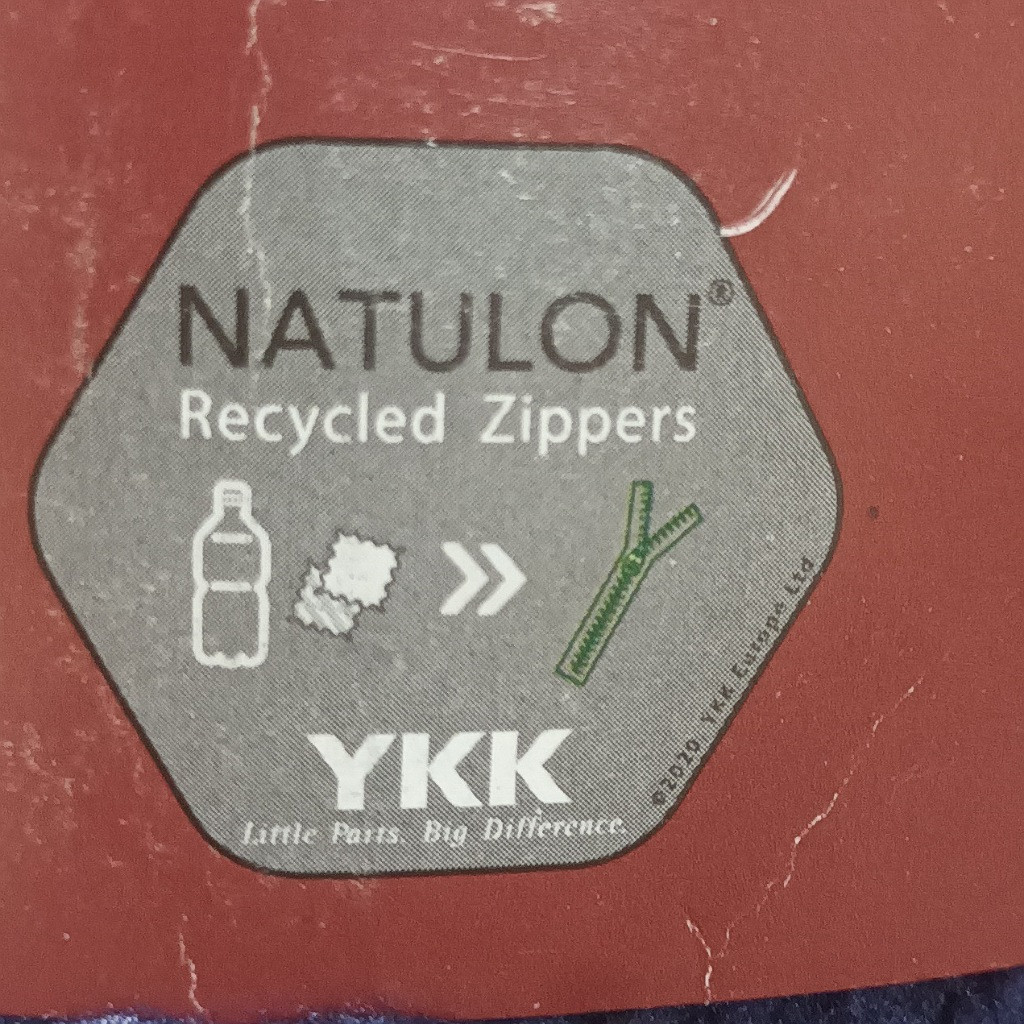 NATULON®
Recycled Zippers
YKK
Little Parts. Big Difference.
©2020 YKK Europe Ltd